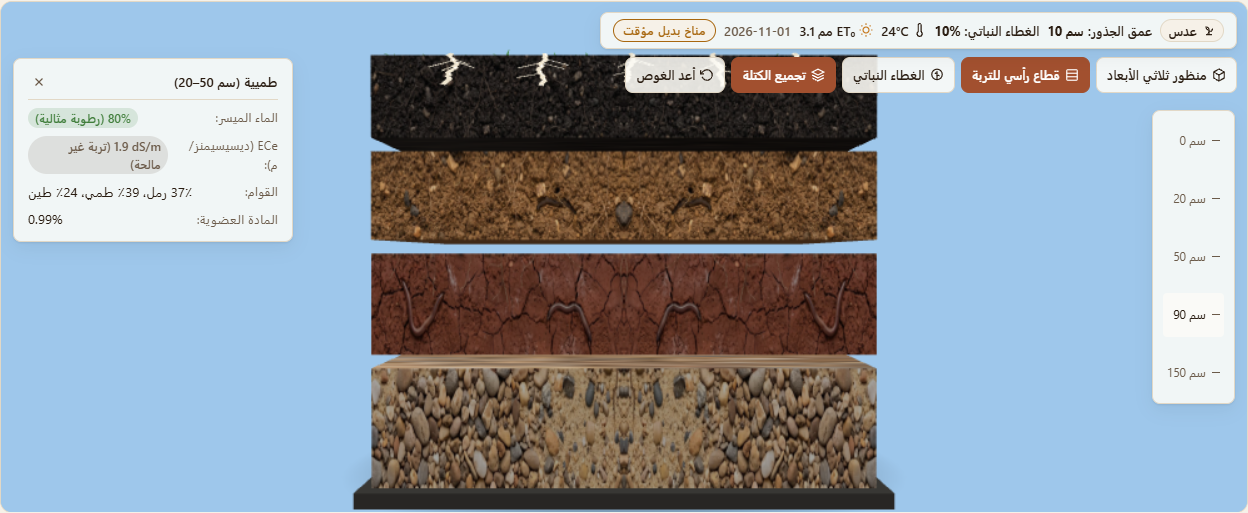 عدس عمق الجذور: سم 10 الغطاء النباتي: 10% 24°C ET₀ مم 3.1 2026-11-01 مناخ بديل مؤقت
منظور ثلاثي الأبعاد
قطاع رأسي للتربة
الغطاء النباتي
تجميع الكتلة
أعد الغوص
سم 0
سم 20
سم 50
سم 90
سم 150
طميية (سم 50–20) ×
الماء الميسر: 80% (رطوبة مثالية)
ECe (ديسيسيمنز/م): 1.9 dS/m (تربة غير مالحة)
القوام: 37٪ رمل، 39٪ طمي، 24٪ طين
المادة العضوية: 0.99%